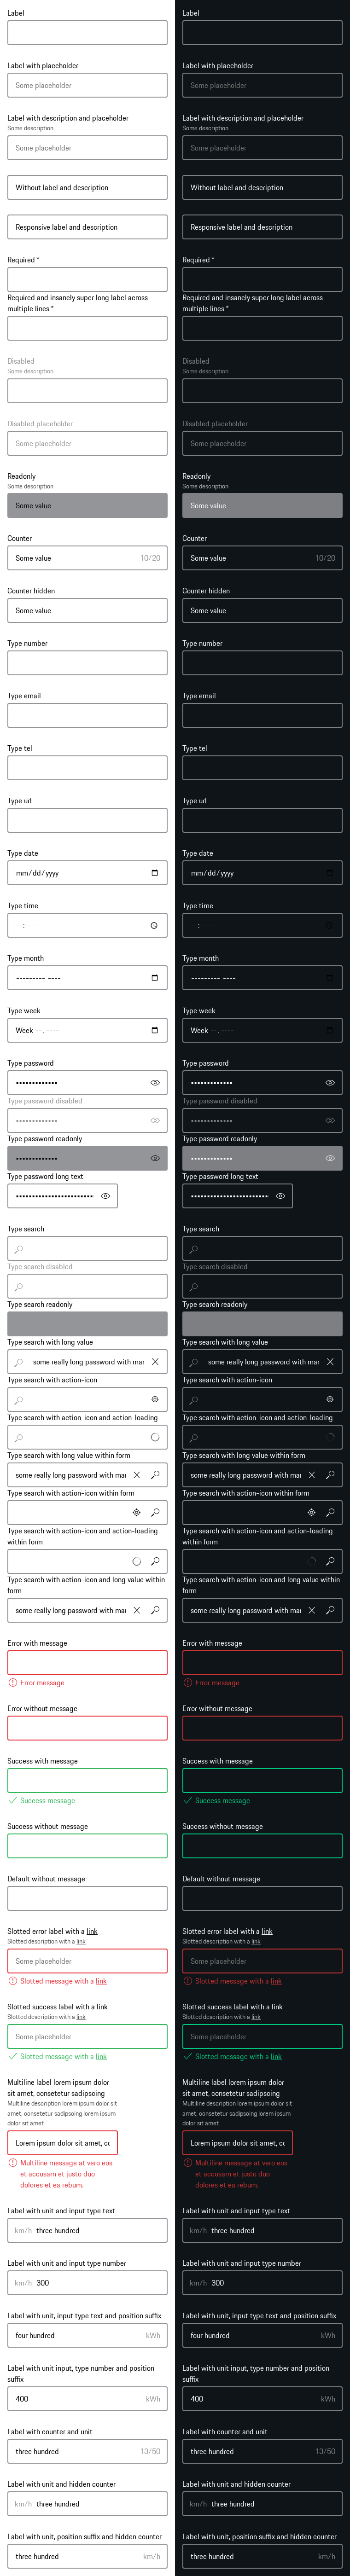 Label
Label with placeholder
Some placeholder
Label with description and placeholder
Some description
Some placeholder
Without label and description
Responsive label and description
Required *
Required and insanely super long label across
multiple lines *
Disabled
Some description
Disabled placeholder
Some placeholder
Readonly
Some description
Some value
Counter
Some value 10/20
Counter hidden
Some value
Type number
Type email
Type tel
Type url
Type date
mm/dd/yyyy
Type time
--:-- --
Type month
--------- ----
Type week
Week --, ----
Type password
Type password disabled
Type password readonly
Type password long text
Type search
Type search disabled
Type search readonly
Type search with long value
some really long password with ma
Type search with action-icon
Type search with action-icon and action-loading
Type search with long value within form
some really long password with ma
Type search with action-icon within form
Type search with action-icon and action-loading
within form
Type search with action-icon and long value within
form
some really long password with ma
Error with message
Error message
Error without message
Success with message
Success message
Success without message
Default without message
Slotted error label with a link
Slotted description with a link
Some placeholder
Slotted message with a link
Slotted success label with a link
Slotted description with a link
Some placeholder
Slotted message with a link
Multiline label lorem ipsum dolor
sit amet, consetetur sadipscing
Multiline description lorem ipsum dolor sit
amet, consetetur sadipscing lorem ipsum
dolor sit amet
Lorem ipsum dolor sit amet, co
Multiline message at vero eos
et accusam et justo duo
dolores et ea rebum.
Label with unit and input type text
km/h three hundred
Label with unit and input type number
km/h 300
Label with unit, input type text and position suffix
four hundred kWh
Label with unit input, type number and position
suffix
400 kWh
Label with counter and unit
three hundred 13/50
Label with unit and hidden counter
km/h three hundred
Label with unit, position suffix and hidden counter
three hundred km/h
Label
Label with placeholder
Some placeholder
Label with description and placeholder
Some description
Some placeholder
Without label and description
Responsive label and description
Required *
Required and insanely super long label across
multiple lines *
Disabled
Some description
Disabled placeholder
Some placeholder
Readonly
Some description
Some value
Counter
Some value 10/20
Counter hidden
Some value
Type number
Type email
Type tel
Type url
Type date
mm/dd/yyyy
Type time
--:-- --
Type month
--------- ----
Type week
Week --, ----
Type password
Type password disabled
Type password readonly
Type password long text
Type search
Type search disabled
Type search readonly
Type search with long value
some really long password with ma
Type search with action-icon
Type search with action-icon and action-loading
Type search with long value within form
some really long password with ma
Type search with action-icon within form
Type search with action-icon and action-loading
within form
Type search with action-icon and long value within
form
some really long password with ma
Error with message
Error message
Error without message
Success with message
Success message
Success without message
Default without message
Slotted error label with a link
Slotted description with a link
Some placeholder
Slotted message with a link
Slotted success label with a link
Slotted description with a link
Some placeholder
Slotted message with a link
Multiline label lorem ipsum dolor
sit amet, consetetur sadipscing
Multiline description lorem ipsum dolor sit
amet, consetetur sadipscing lorem ipsum
dolor sit amet
Lorem ipsum dolor sit amet, co
Multiline message at vero eos
et accusam et justo duo
dolores et ea rebum.
Label with unit and input type text
km/h three hundred
Label with unit and input type number
km/h 300
Label with unit, input type text and position suffix
four hundred kWh
Label with unit input, type number and position
suffix
400 kWh
Label with counter and unit
three hundred 13/50
Label with unit and hidden counter
km/h three hundred
Label with unit, position suffix and hidden counter
three hundred km/h